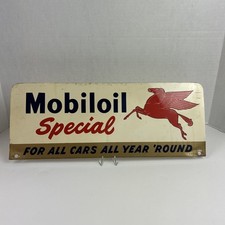 Mobiloil
Special
FOR ALL CARS ALL YEAR 'ROUND